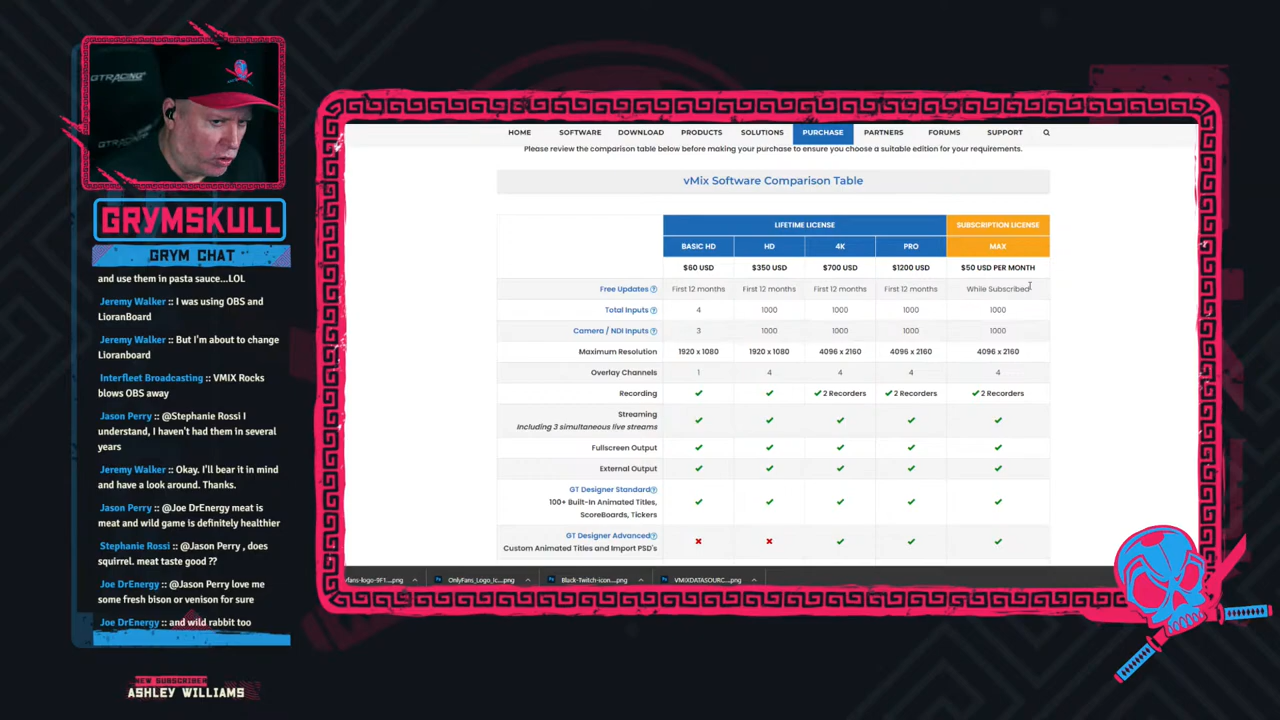 GTRACING
GRYMSKULL
GRYM CHAT
and use them in pasta sauce...LOL
Jeremy Walker :: I was using OBS and
LioranBoard
Jeremy Walker :: But I'm about to change
Lioranboard
Interfleet Broadcasting :: VMIX Rocks
blows OBS away
Jason Perry :: @Stephanie Rossi I
understand, I haven't had them in several
years
Jeremy Walker :: Okay. I'll bear it in mind
and have a look around. Thanks.
Jason Perry :: @Joe DrEnergy meat is
meat and wild game is definitely healthier
Stephanie Rossi :: @Jason Perry , does
squirrel. meat taste good ??
Joe DrEnergy :: @Jason Perry love me
some fresh bison or venison for sure
Joe DrEnergy :: and wild rabbit too
NEW SUBSCRIBER
ASHLEY WILLIAMS
HOME SOFTWARE DOWNLOAD PRODUCTS SOLUTIONS PURCHASE PARTNERS FORUMS SUPPORT
Please review the comparison table below before making your purchase to ensure you choose a suitable edition for your requirements.
vMix Software Comparison Table
LIFETIME LICENSE SUBSCRIPTION LICENSE
BASIC HD HD 4K PRO MAX
$60 USD $350 USD $700 USD $1200 USD $50 USD PER MONTH
Free Updates First 12 months First 12 months First 12 months First 12 months While Subscribed
Total Inputs 4 1000 1000 1000 1000
Camera / NDI Inputs 3 1000 1000 1000 1000
Maximum Resolution 1920 x 1080 1920 x 1080 4096 x 2160 4096 x 2160 4096 x 2160
Overlay Channels 1 4 4 4 4
Recording 2 Recorders 2 Recorders 2 Recorders
Streaming
Including 3 simultaneous live streams
Fullscreen Output
External Output
GT Designer Standard
100+ Built-In Animated Titles,
ScoreBoards, Tickers
GT Designer Advanced
Custom Animated Titles and Import PSD's
fans-logo-9F1....png OnlyFans_Logo_Ic....png Black-Twitch-icon....png VMIXDATASOURC....png